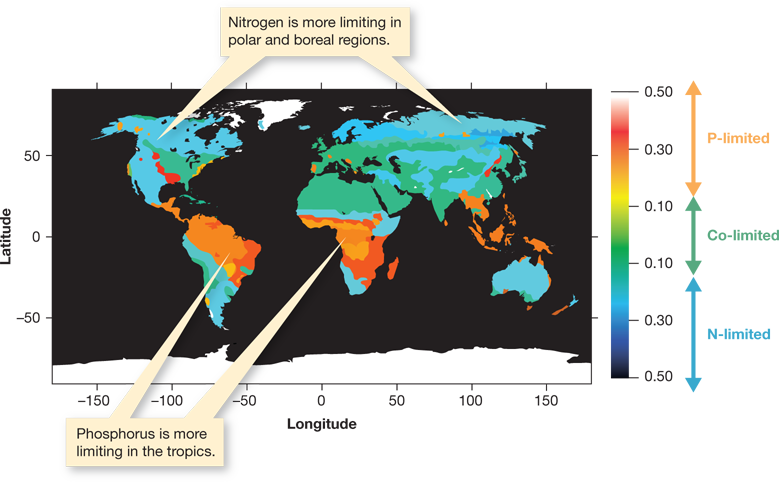 Nitrogen is more limiting in
polar and boreal regions.
50
0
−50
Latitude
−150
−100
−50
0
50
100
150
Longitude
Phosphorus is more
limiting in the tropics.
0.50
0.30
0.10
0.10
0.30
0.50
P-limited
Co-limited
N-limited